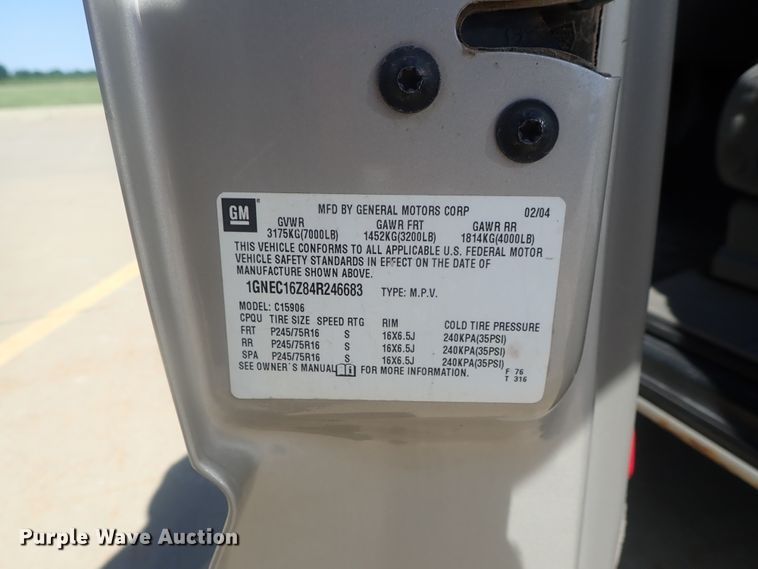 GM MFD BY GENERAL MOTORS CORP 02/04
GVWR GAWR FRT GAWR RR
3175KG(7000LB) 1452KG(3200LB) 1814KG(4000LB)
THIS VEHICLE CONFORMS TO ALL APPLICABLE U.S. FEDERAL MOTOR
VEHICLE SAFETY STANDARDS IN EFFECT ON THE DATE OF
MANUFACTURE SHOWN ABOVE.
1GNEC16Z84R246683 TYPE: M.P.V.
MODEL: C15906
CPQU TIRE SIZE SPEED RTG RIM COLD TIRE PRESSURE
FRT P245/75R16 S 16X6.5J 240KPA(35PSI)
RR P245/75R16 S 16X6.5J 240KPA(35PSI)
SPA P245/75R16 S 16X6.5J 240KPA(35PSI)
SEE OWNER'S MANUAL FOR MORE INFORMATION. F 76
T 316
Purple Wave Auction